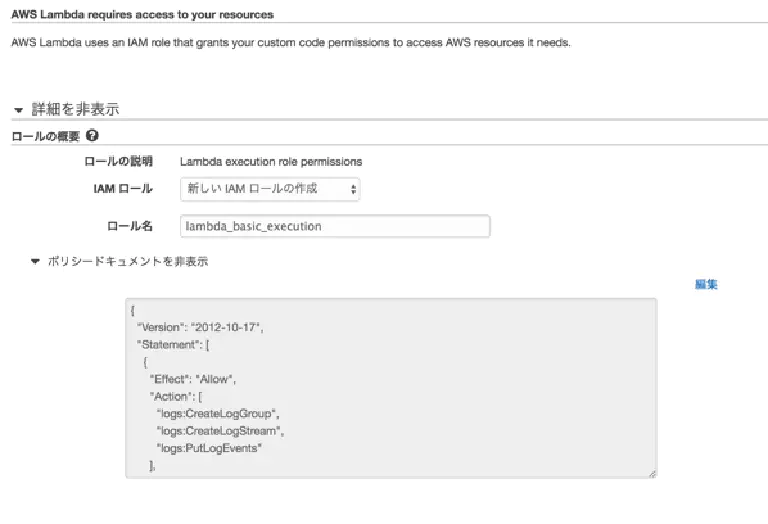 AWS Lambda requires access to your resources
AWS Lambda uses an IAM role that grants your custom code permissions to access AWS resources it needs.
▼ 詳細を非表示
ロールの概要 ?
ロールの説明 Lambda execution role permissions
IAM ロール 新しい IAM ロールの作成
ロール名 lambda_basic_execution
▼ ポリシードキュメントを非表示
編集
{
"Version": "2012-10-17",
"Statement": [
{
"Effect": "Allow",
"Action": [
"logs:CreateLogGroup",
"logs:CreateLogStream",
"logs:PutLogEvents"
],